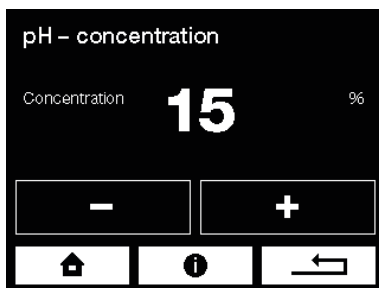 pH – concentration
Concentration 15 %
– +